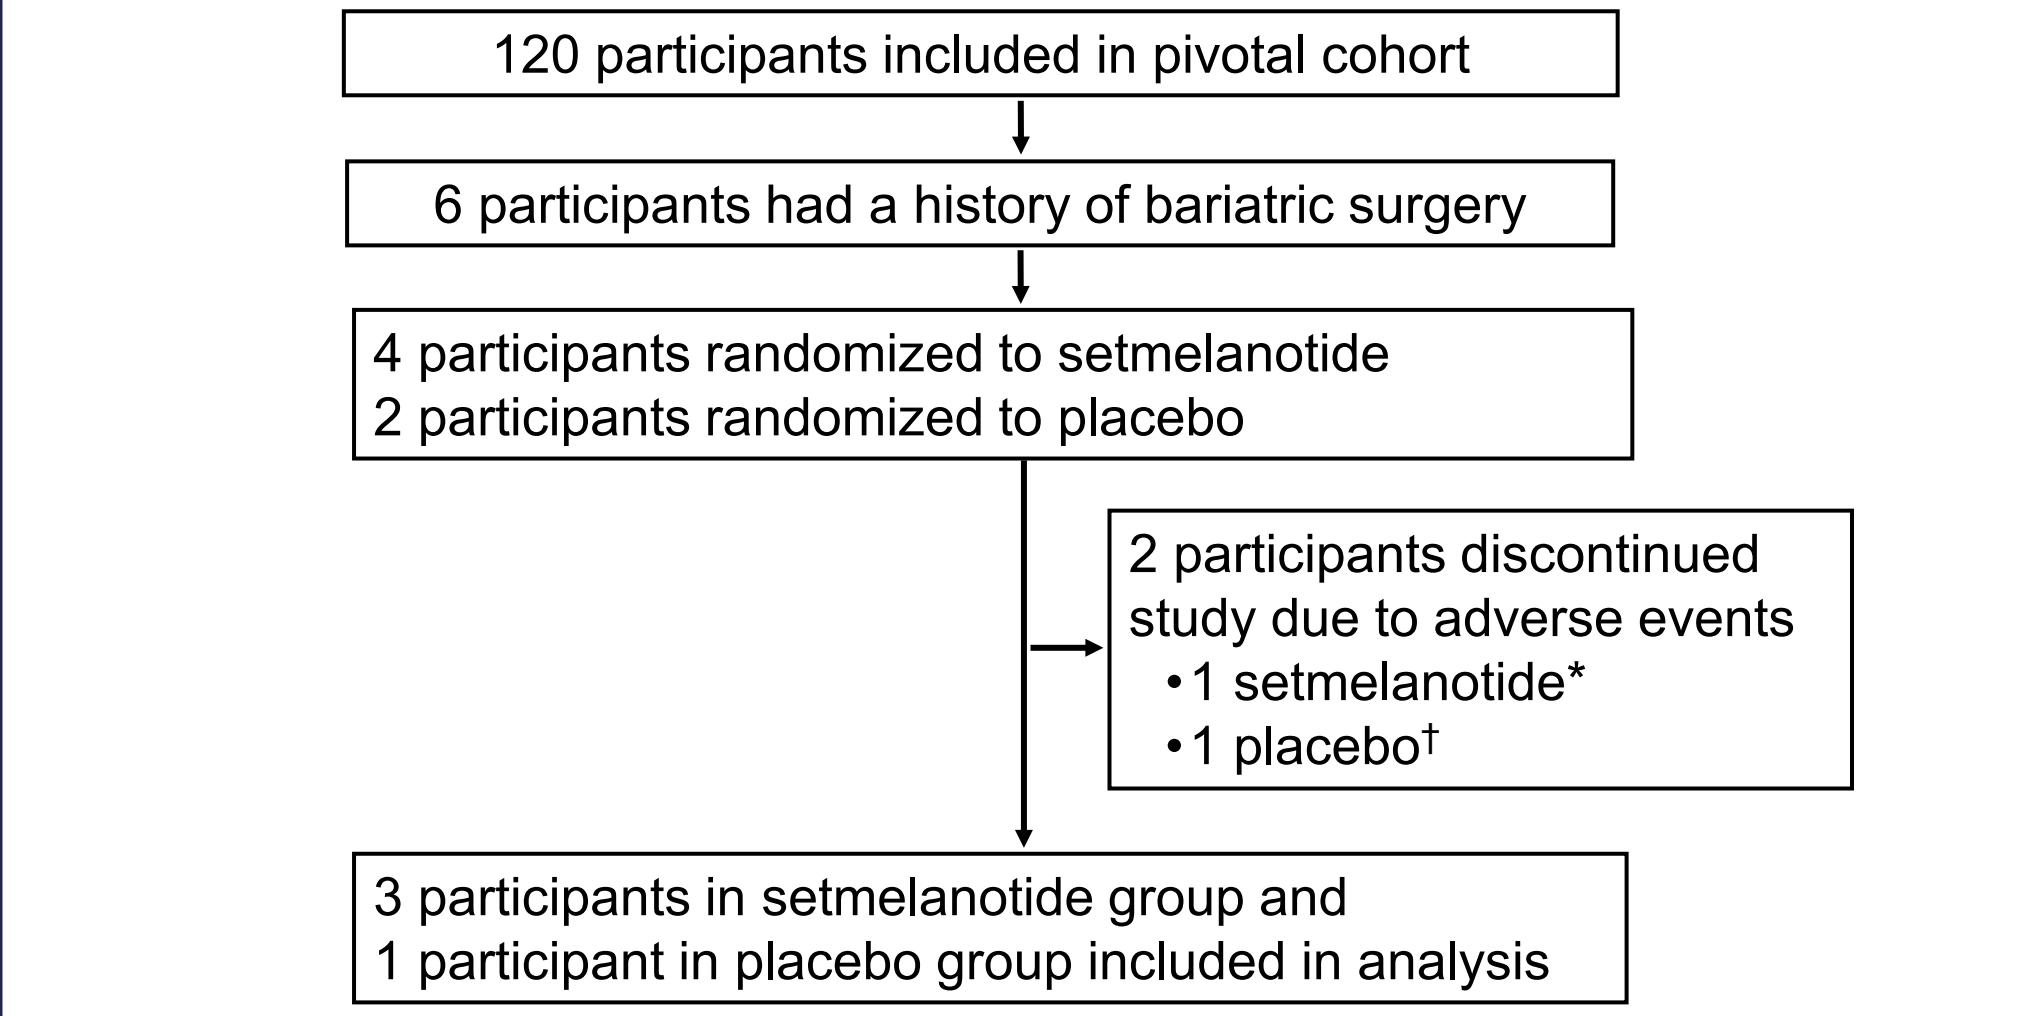 120 participants included in pivotal cohort
6 participants had a history of bariatric surgery
4 participants randomized to setmelanotide
2 participants randomized to placebo
2 participants discontinued
study due to adverse events
•1 setmelanotide*
•1 placebo†
3 participants in setmelanotide group and
1 participant in placebo group included in analysis